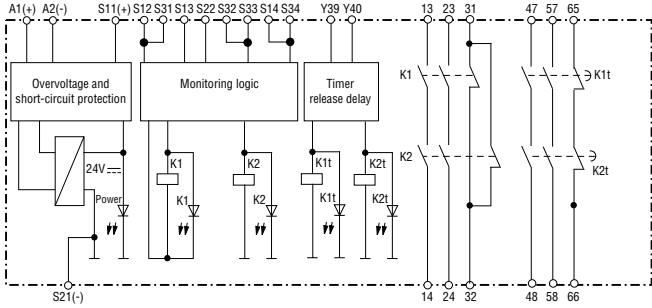 A1(+) A2(-) S11(+) S12 S31 S13 S22 S32 S33 S14 S34 Y39 Y40 13 23 31 47 57 65
Overvoltage and
short-circuit protection
Monitoring logic
Timer
release delay
K1
K1t
24V
Power
K1
K1
K2
K2
K1t
K1t
K2t
K2t
K2
K2t
S21(-)
14 24 32 48 58 66